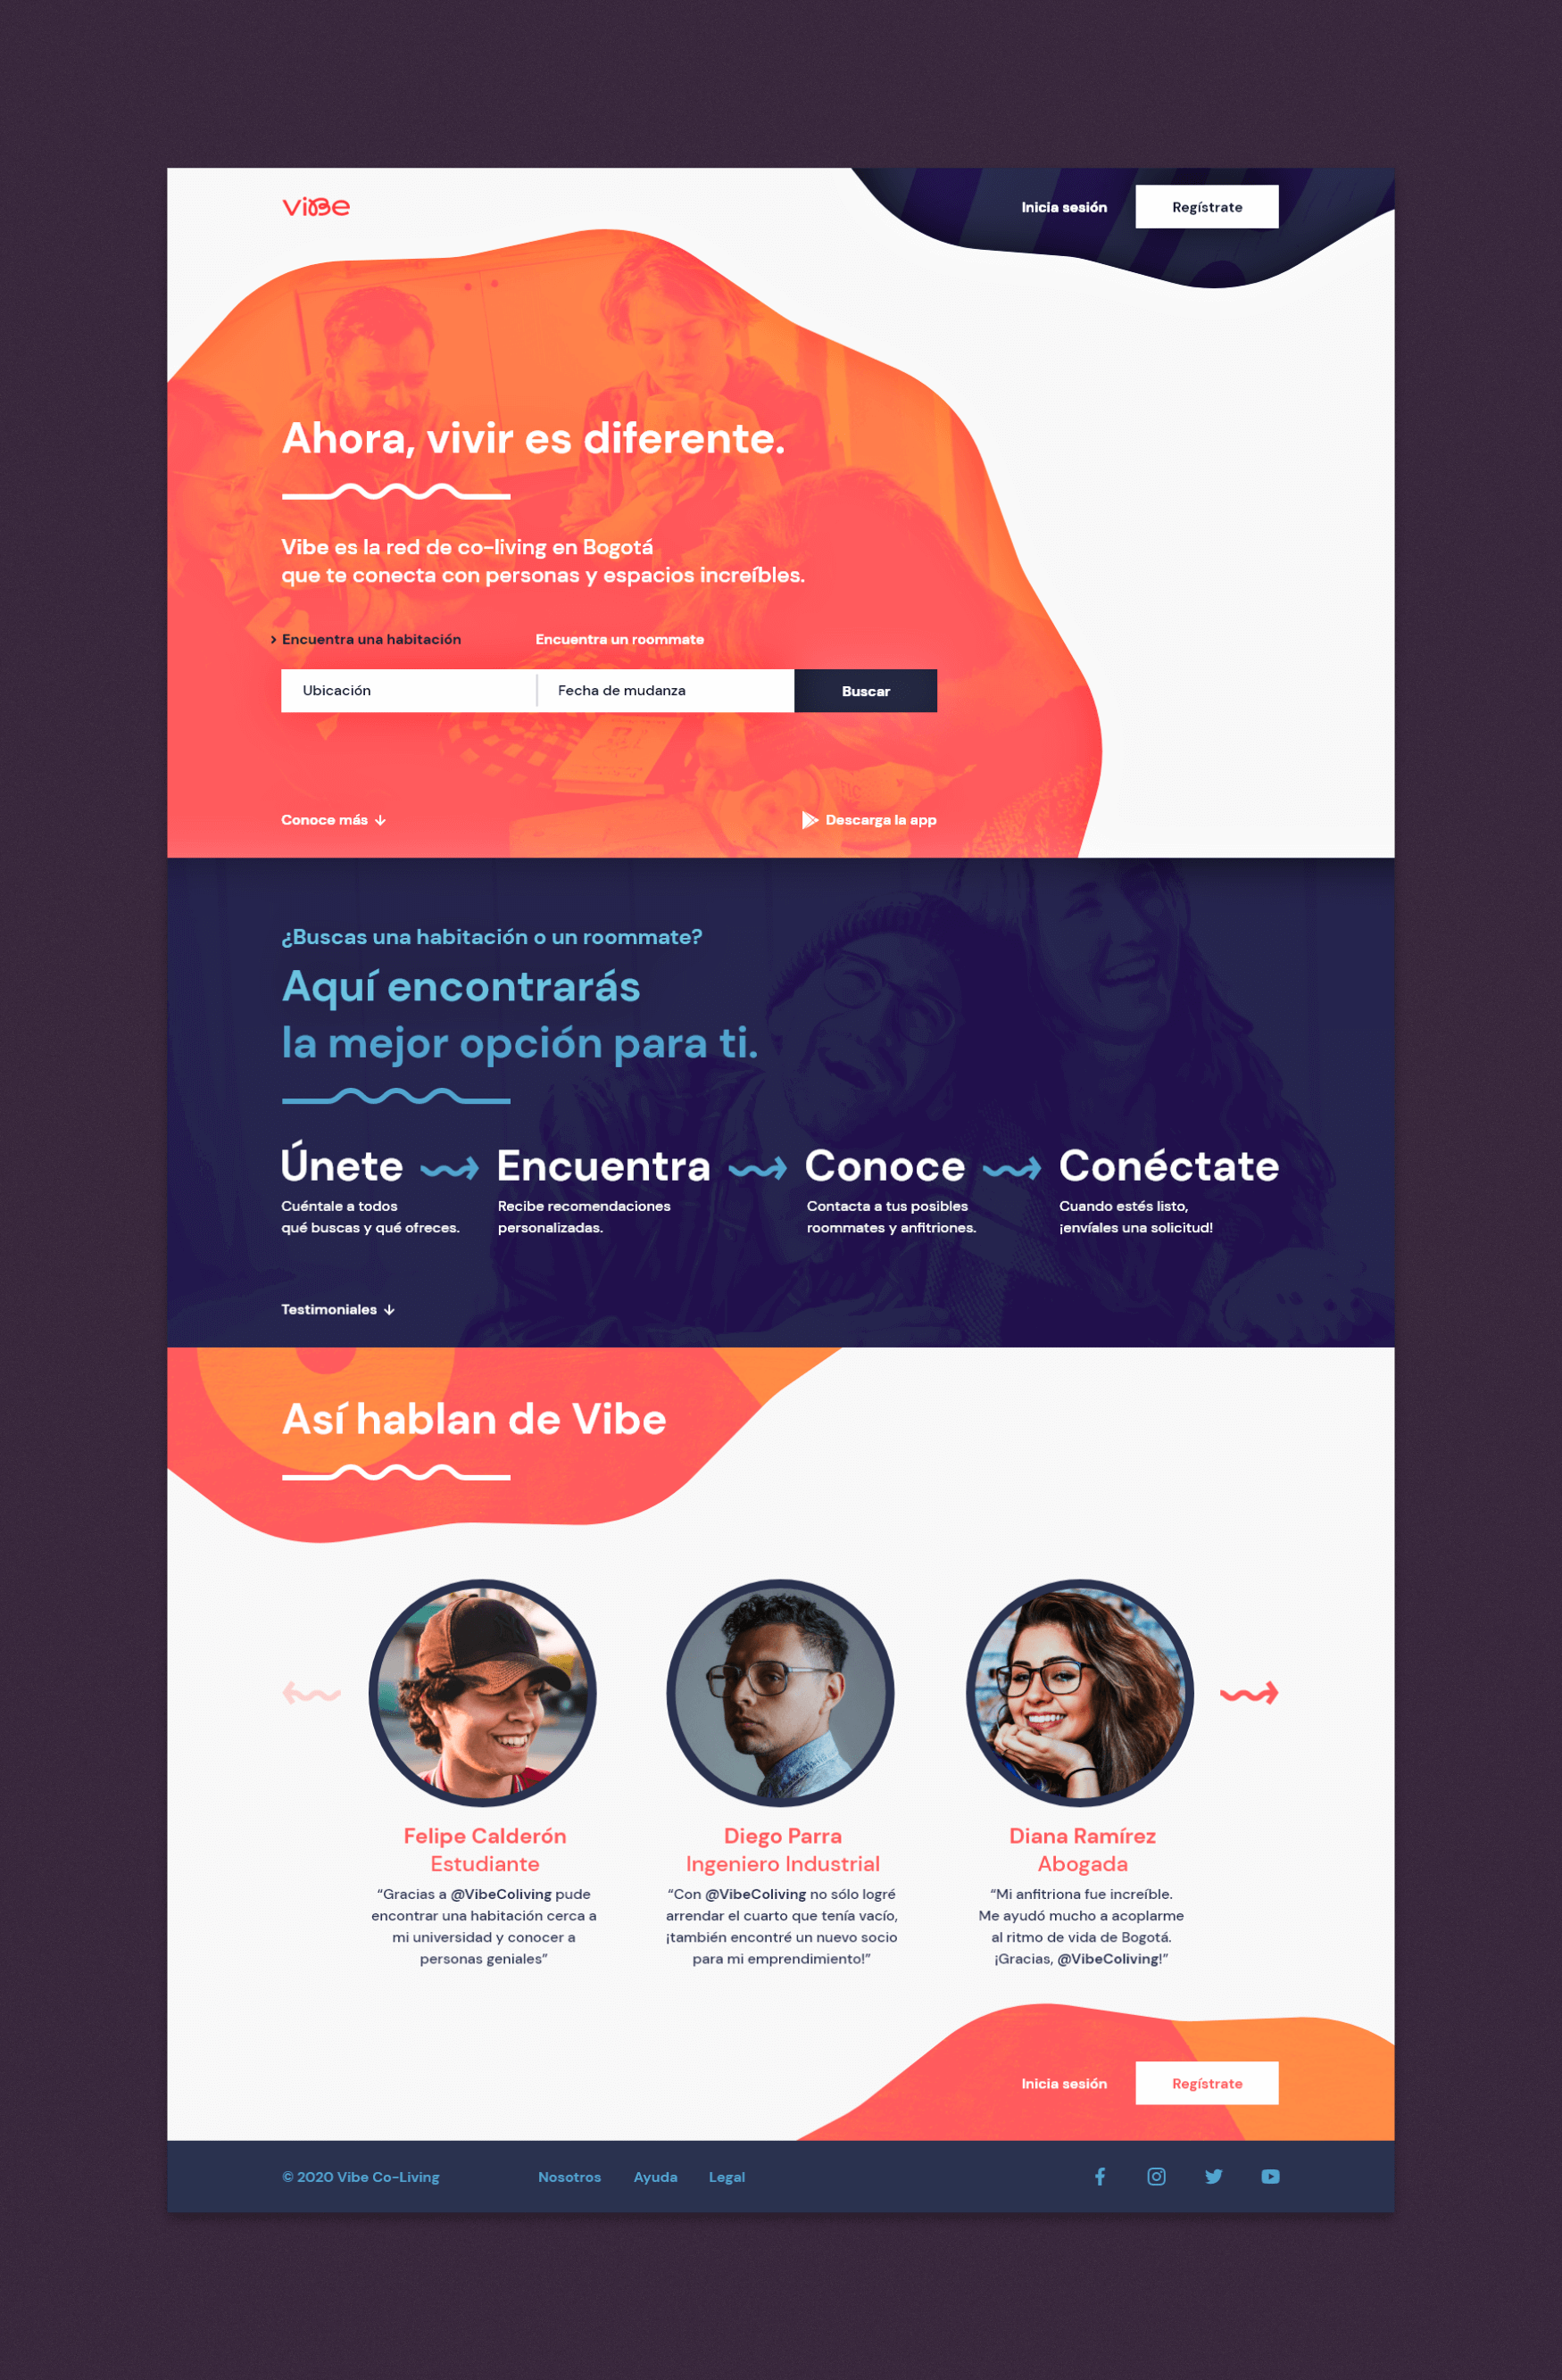 vibe
Inicia sesión
Regístrate
Ahora, vivir es diferente.
Vibe es la red de co-living en Bogotá
que te conecta con personas y espacios increíbles.
Encuentra una habitación
Encuentra un roommate
Ubicación
Fecha de mudanza
Buscar
Conoce más
Descarga la app
¿Buscas una habitación o un roommate?
Aquí encontrarás
la mejor opción para ti.
Únete
Cuéntale a todos
qué buscas y qué ofreces.
Encuentra
Recibe recomendaciones
personalizadas.
Conoce
Contacta a tus posibles
roommates y anfitriones.
Conéctate
Cuando estés listo,
¡envíales una solicitud!
Testimoniales
Así hablan de Vibe
Felipe Calderón
Estudiante
“Gracias a @VibeColiving pude
encontrar una habitación cerca a
mi universidad y conocer a
personas geniales”
Diego Parra
Ingeniero Industrial
“Con @VibeColiving no sólo logré
arrendar el cuarto que tenía vacío,
¡también encontré un nuevo socio
para mi emprendimiento!”
Diana Ramírez
Abogada
“Mi anfitriona fue increíble.
Me ayudó mucho a acoplarme
al ritmo de vida de Bogotá.
¡Gracias, @VibeColiving!”
Inicia sesión
Regístrate
© 2020 Vibe Co-Living
Nosotros
Ayuda
Legal